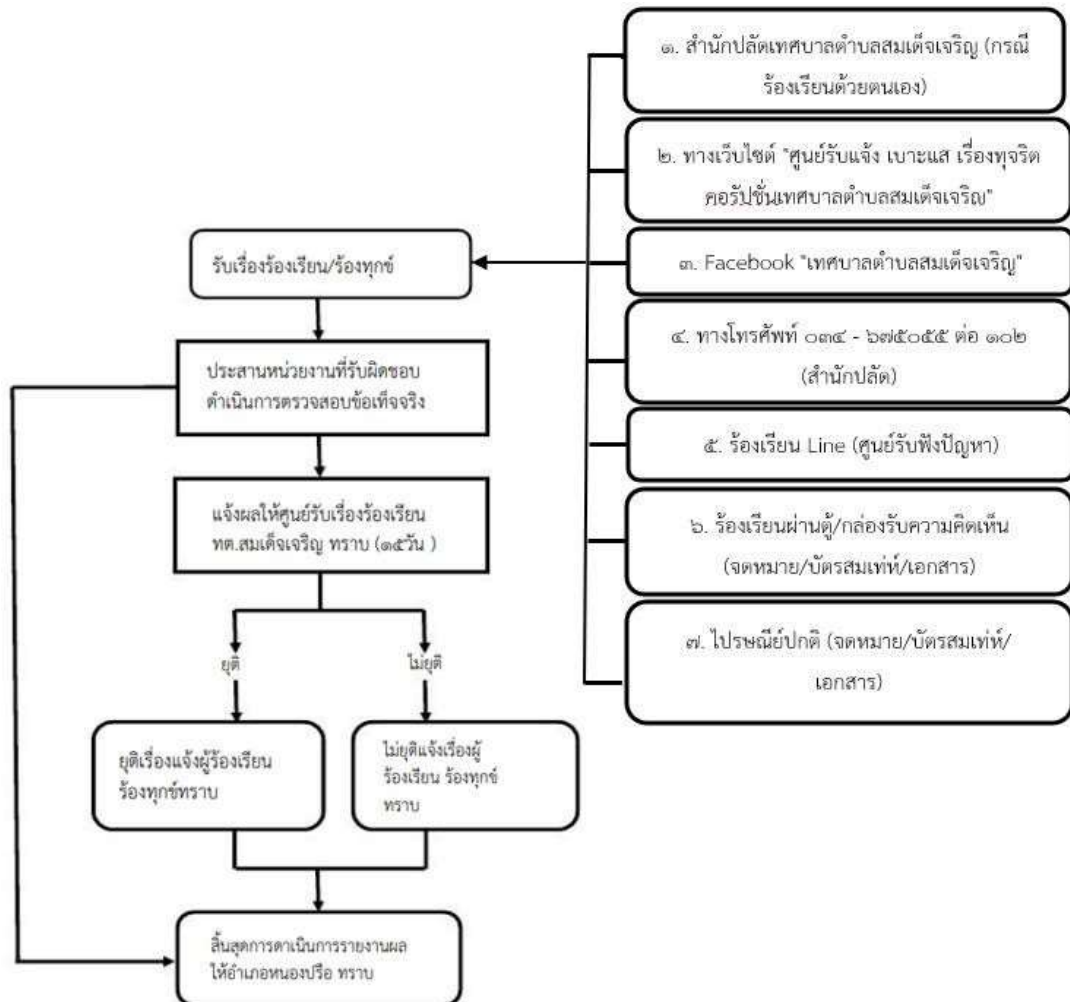 ๑. สำนักปลัดเทศบาลตำบลสมเด็จเจริญ (กรณี
ร้องเรียนด้วยตนเอง)
๒. ทางเว็บไซต์ "ศูนย์รับแจ้ง เบาะแส เรื่องทุจริต
คอรัปชั่นเทศบาลตำบลสมเด็จเจริญ"
๓. Facebook "เทศบาลตำบลสมเด็จเจริญ"
๔. ทางโทรศัพท์ ๐๓๔ - ๖๗๕๐๕๕ ต่อ ๑๐๒
(สำนักปลัด)
๕. ร้องเรียน Line (ศูนย์รับฟังปัญหา)
๖. ร้องเรียนผ่านตู้/กล่องรับความคิดเห็น
(จดหมาย/บัตรสมเท่ห์/เอกสาร)
๗. ไปรษณีย์ปกติ (จดหมาย/บัตรสมเท่ห์/
เอกสาร)
รับเรื่องร้องเรียน/ร้องทุกข์
ประสานหน่วยงานที่รับผิดชอบ
ดำเนินการตรวจสอบข้อเท็จจริง
แจ้งผลให้ศูนย์รับเรื่องร้องเรียน
ทต.สมเด็จเจริญ ทราบ (๑๕วัน )
ยุติ
ไม่ยุติ
ยุติเรื่องแจ้งผู้ร้องเรียน
ร้องทุกข์ทราบ
ไม่ยุติแจ้งเรื่องผู้
ร้องเรียน ร้องทุกข์
ทราบ
สิ้นสุดการดาเนินการรายงานผล
ให้อำเภอหนองปรือ ทราบ